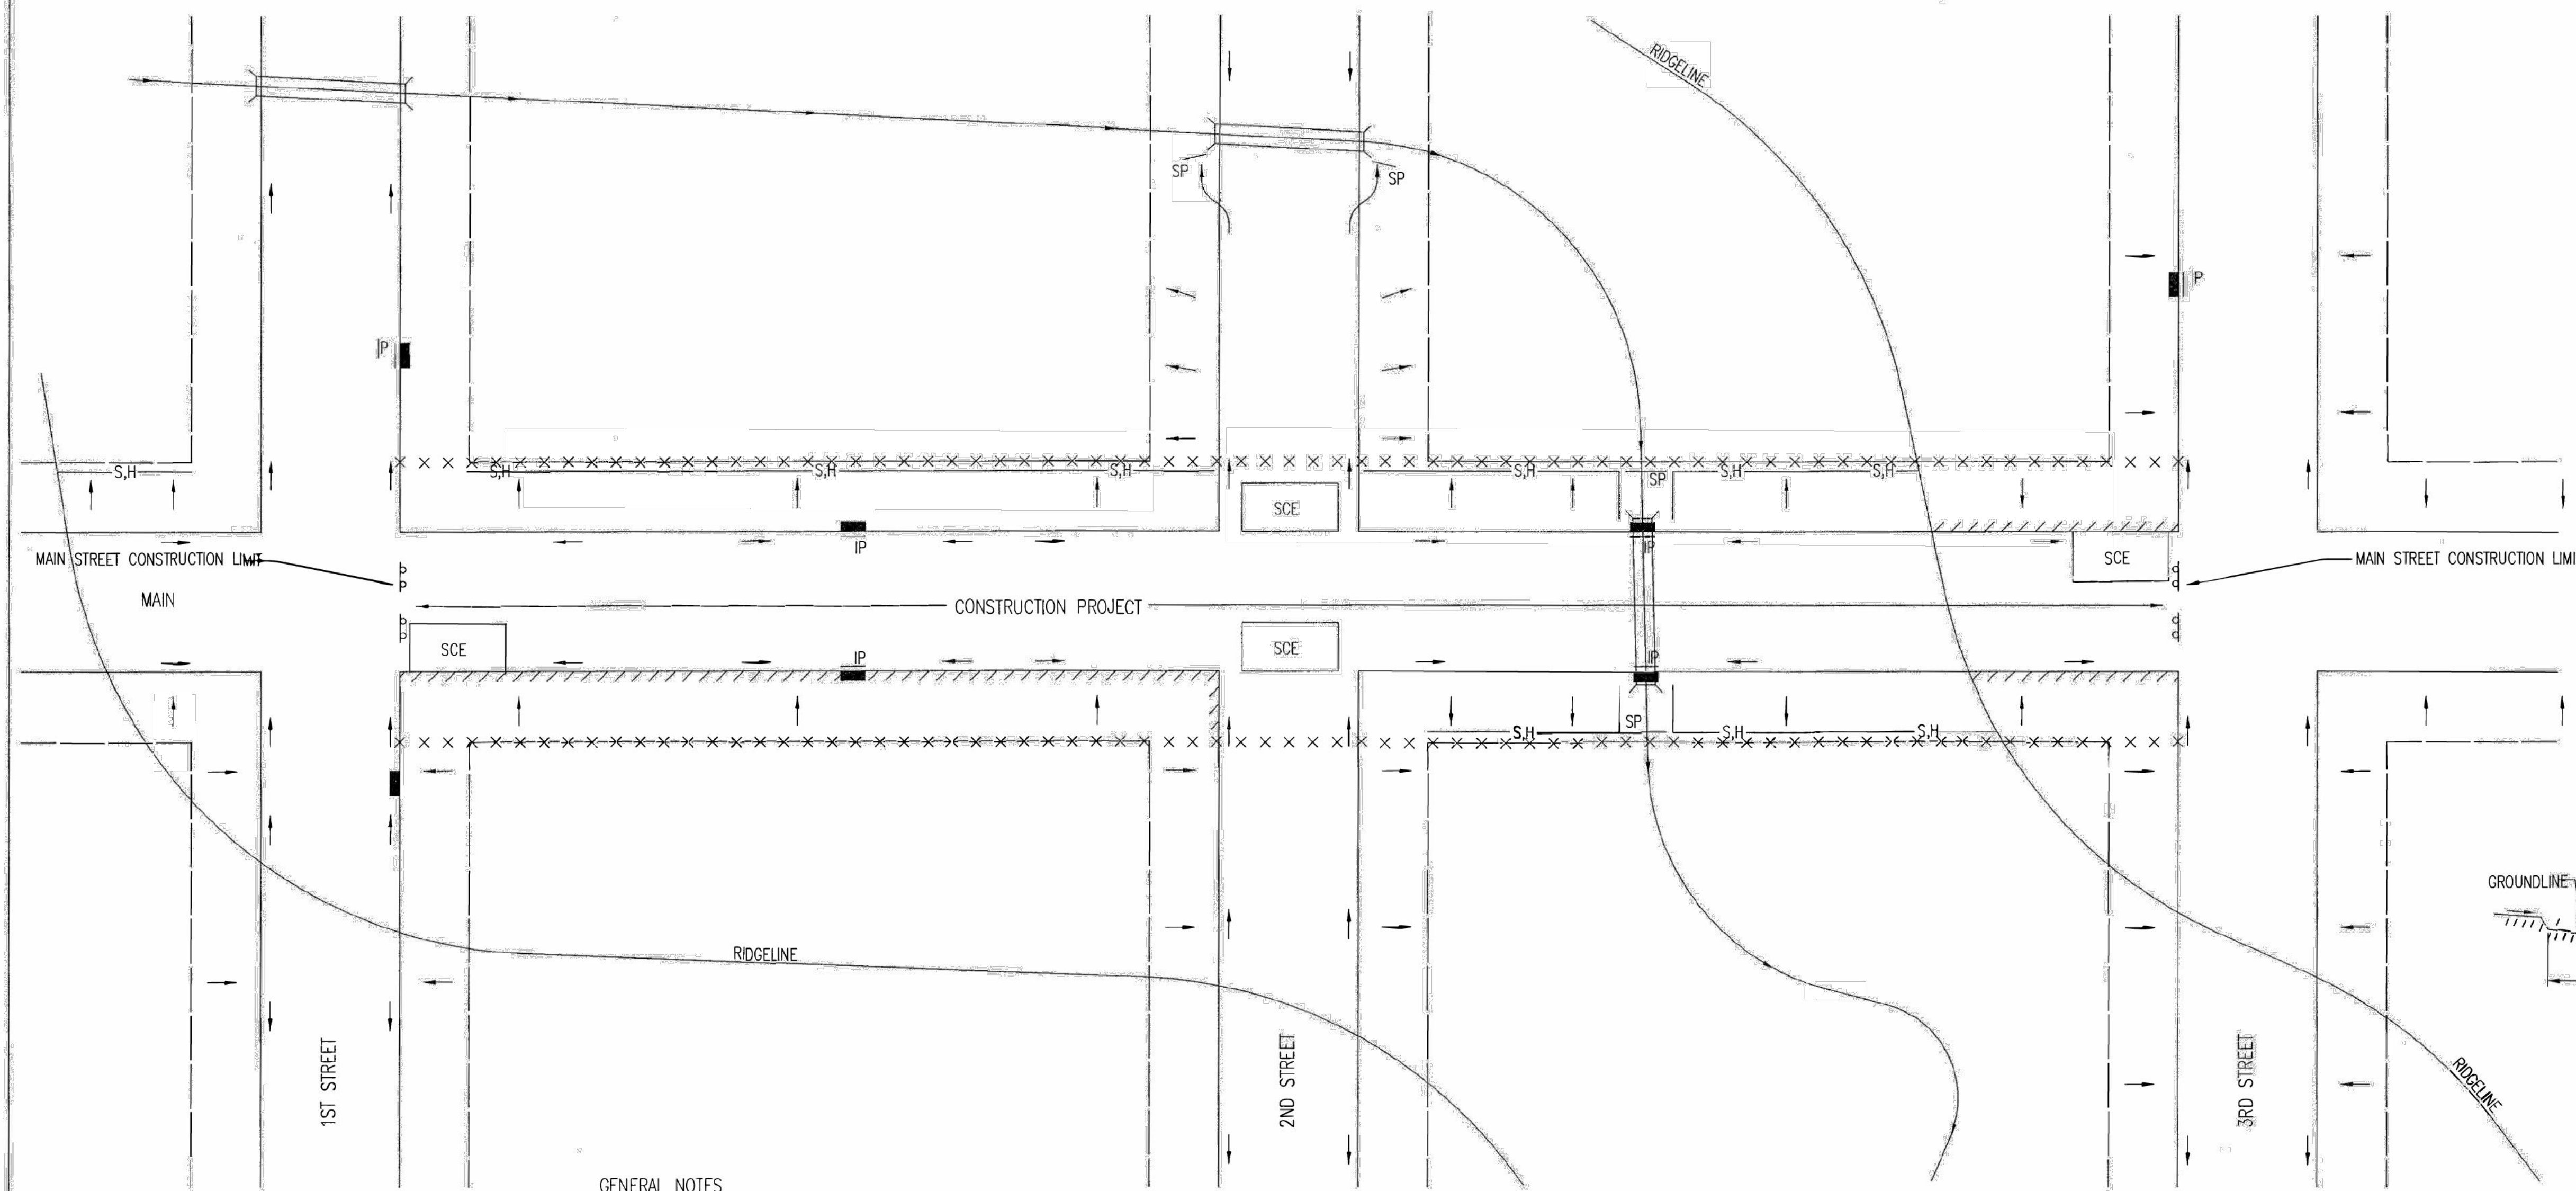 RIDGELINE
SP
SP
IP
P
S,H
S,H
S,H
S,H
S,H
SP
S,H
S,H
SCE
IP
IP
MAIN STREET CONSTRUCTION LIMIT
SCE
MAIN STREET CONSTRUCTION LIMI
MAIN
CONSTRUCTION PROJECT
SCE
IP
SCE
IP
S,H
SP
S,H
S,H
GROUNDLINE
RIDGELINE
1ST STREET
2ND STREET
3RD STREET
RIDGELINE
GENERAL NOTES